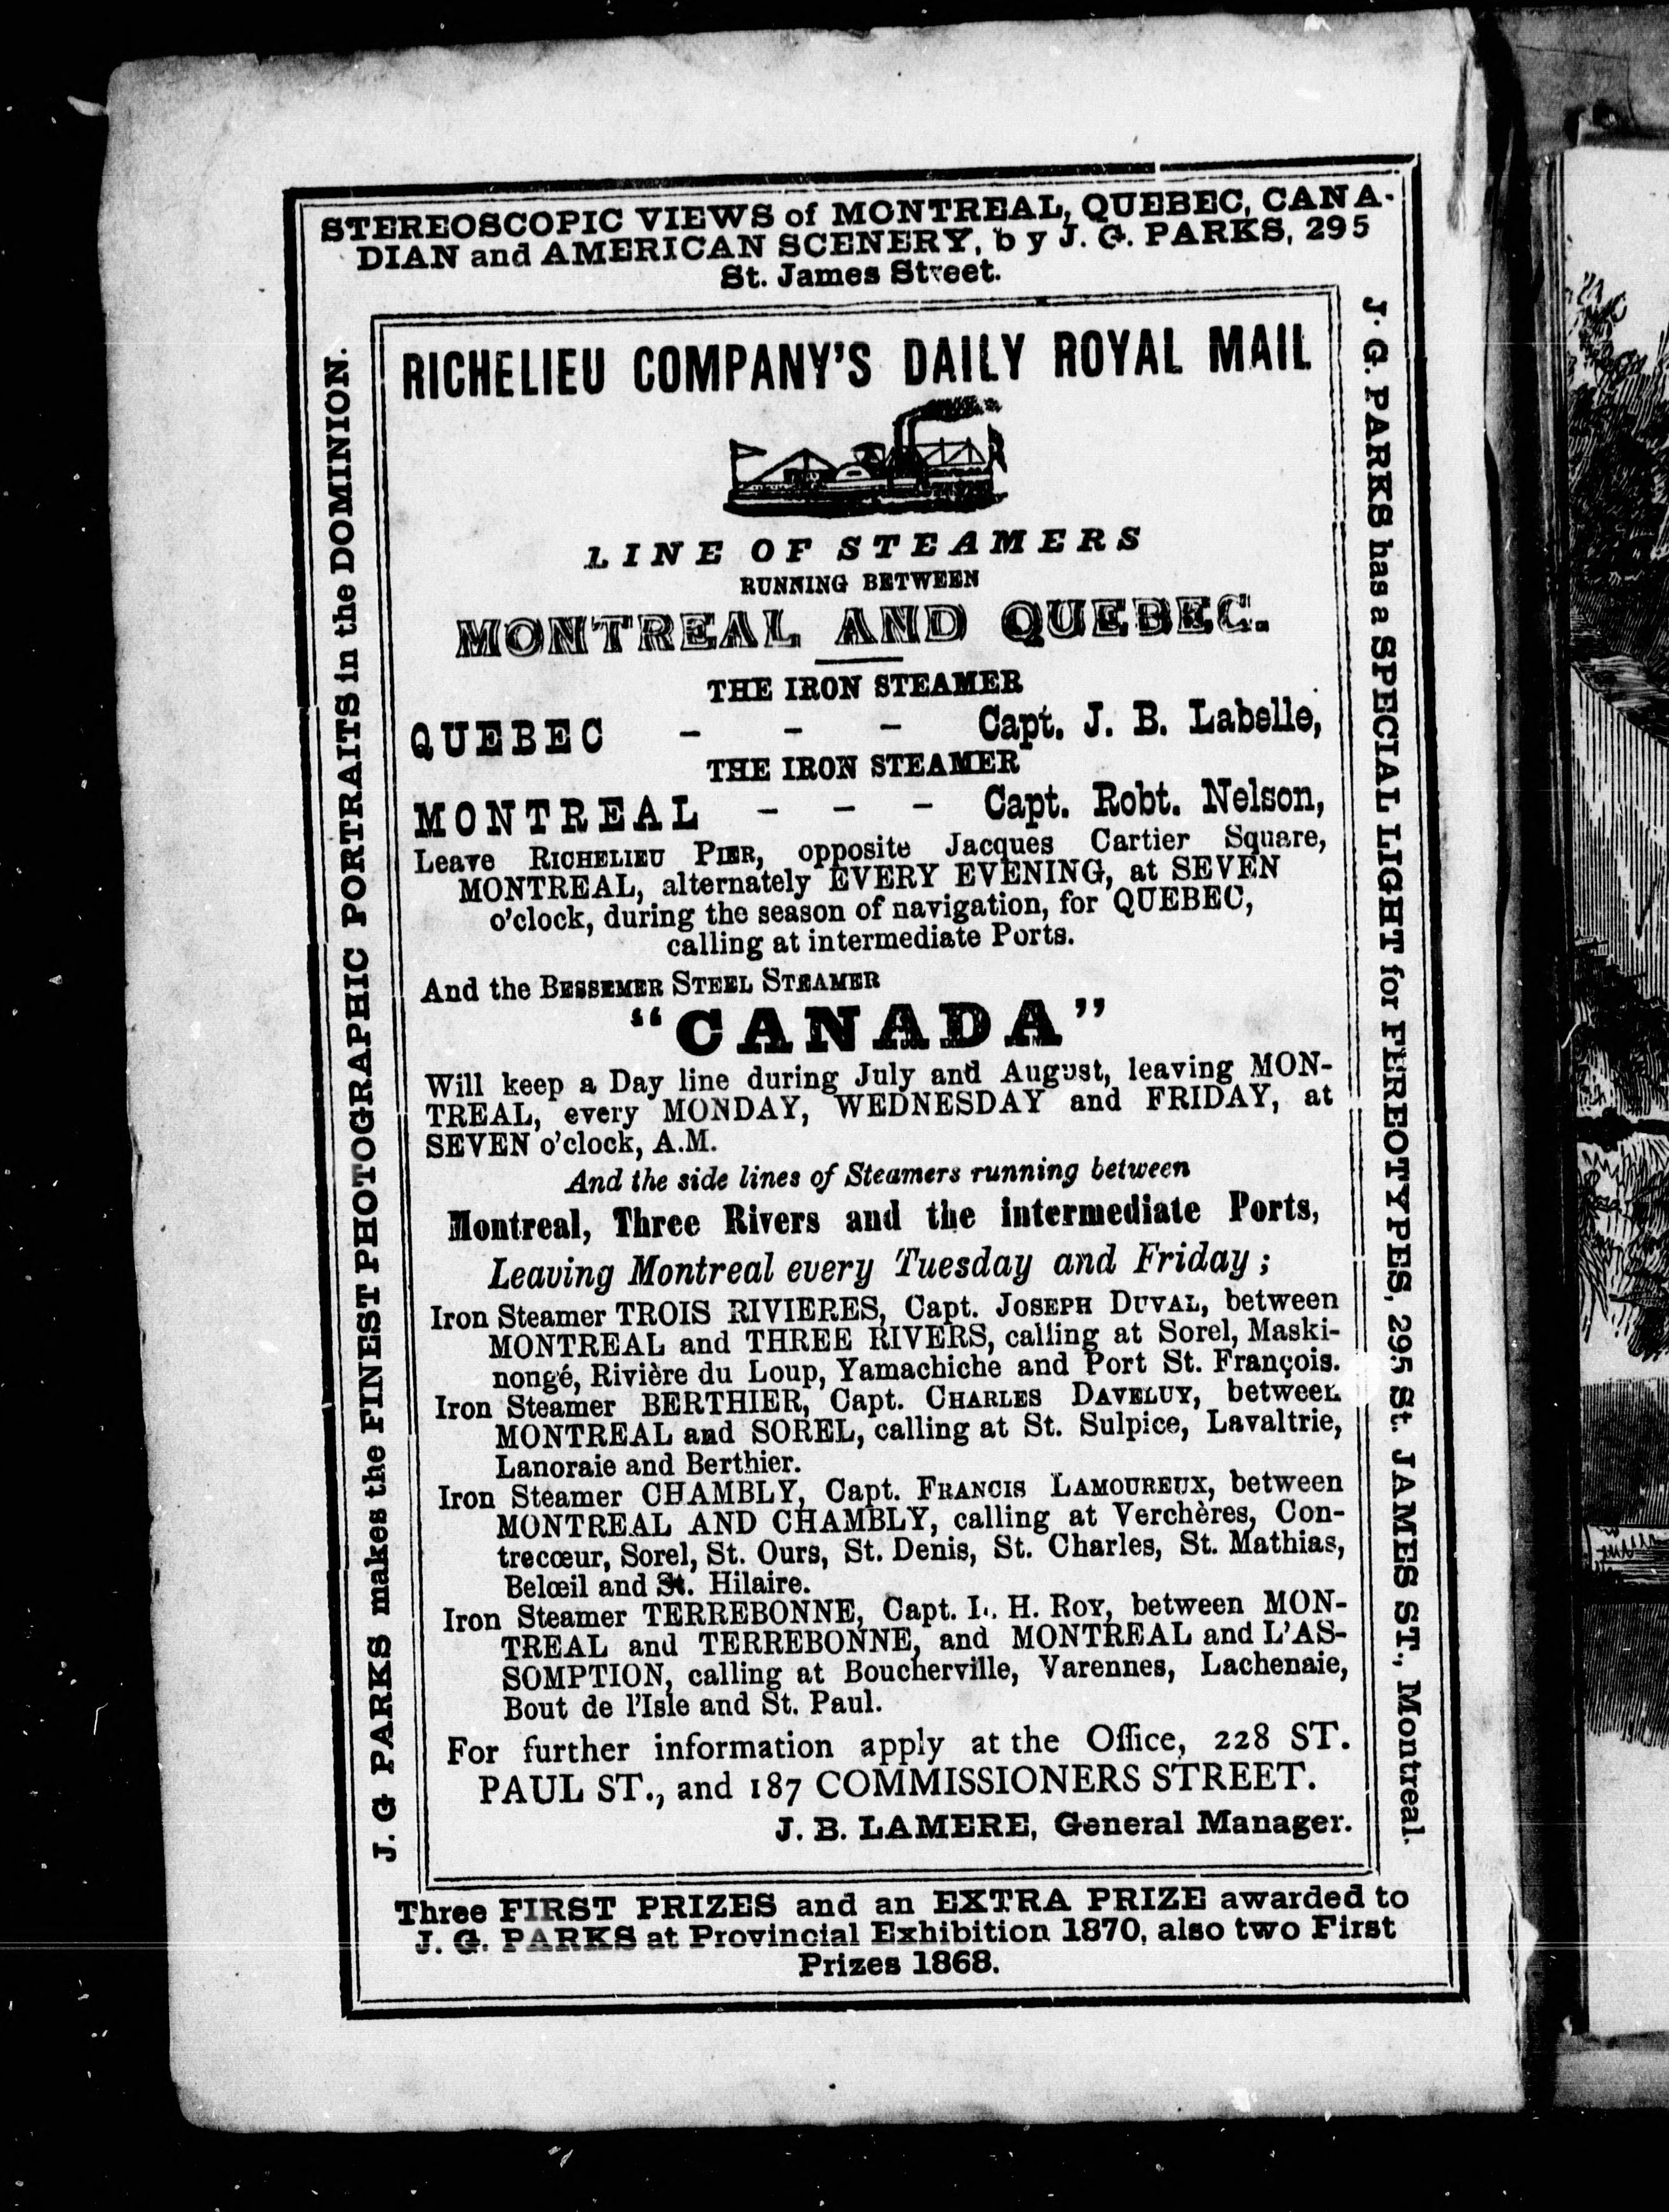 STEREOSCOPIC VIEWS of MONTREAL, QUEBEC, CANA-
DIAN and AMERICAN SCENERY, by J. G. PARKS, 295
St. James Street.
J. G PARKS makes the FINEST PHOTOGRAPHIC PORTRAITS in the DOMINION.
RICHELIEU COMPANY'S DAILY ROYAL MAIL
LINE OF STEAMERS
RUNNING BETWEEN
MONTREAL AND QUEBEC.
THE IRON STEAMER
QUEBEC - - - Capt. J. B. Labelle,
THE IRON STEAMER
MONTREAL - - - Capt. Robt. Nelson,
Leave RICHELIEU PIER, opposite Jacques Cartier Square,
MONTREAL, alternately EVERY EVENING, at SEVEN
o'clock, during the season of navigation, for QUEBEC,
calling at intermediate Ports.
And the BESSEMER STEEL STEAMER
"CANADA"
Will keep a Day line during July and August, leaving MON-
TREAL, every MONDAY, WEDNESDAY and FRIDAY, at
SEVEN o'clock, A.M.
And the side lines of Steamers running between
Montreal, Three Rivers and the intermediate Ports,
Leaving Montreal every Tuesday and Friday;
Iron Steamer TROIS RIVIERES, Capt. JOSEPH DUVAL, between
MONTREAL and THREE RIVERS, calling at Sorel, Maski-
nongé, Rivière du Loup, Yamachiche and Port St. François.
Iron Steamer BERTHIER, Capt. CHARLES DAVELUY, between
MONTREAL and SOREL, calling at St. Sulpice, Lavaltrie,
Lanoraie and Berthier.
Iron Steamer CHAMBLY, Capt. FRANCIS LAMOUREUX, between
MONTREAL AND CHAMBLY, calling at Verchères, Con-
trecœur, Sorel, St. Ours, St. Denis, St. Charles, St. Mathias,
Belœil and St. Hilaire.
Iron Steamer TERREBONNE, Capt. L. H. ROY, between MON-
TREAL and TERREBONNE, and MONTREAL and L'AS-
SOMPTION, calling at Boucherville, Varennes, Lachenaie,
Bout de l'Isle and St. Paul.
For further information apply at the Office, 228 ST.
PAUL ST., and 187 COMMISSIONERS STREET.
J. B. LAMERE, General Manager.
J. G. PARKS has a SPECIAL LIGHT for FERREOTYPES, 295 St. JAMES ST., Montreal.
Three FIRST PRIZES and an EXTRA PRIZE awarded to
J. G. PARKS at Provincial Exhibition 1870, also two First
Prizes 1868.